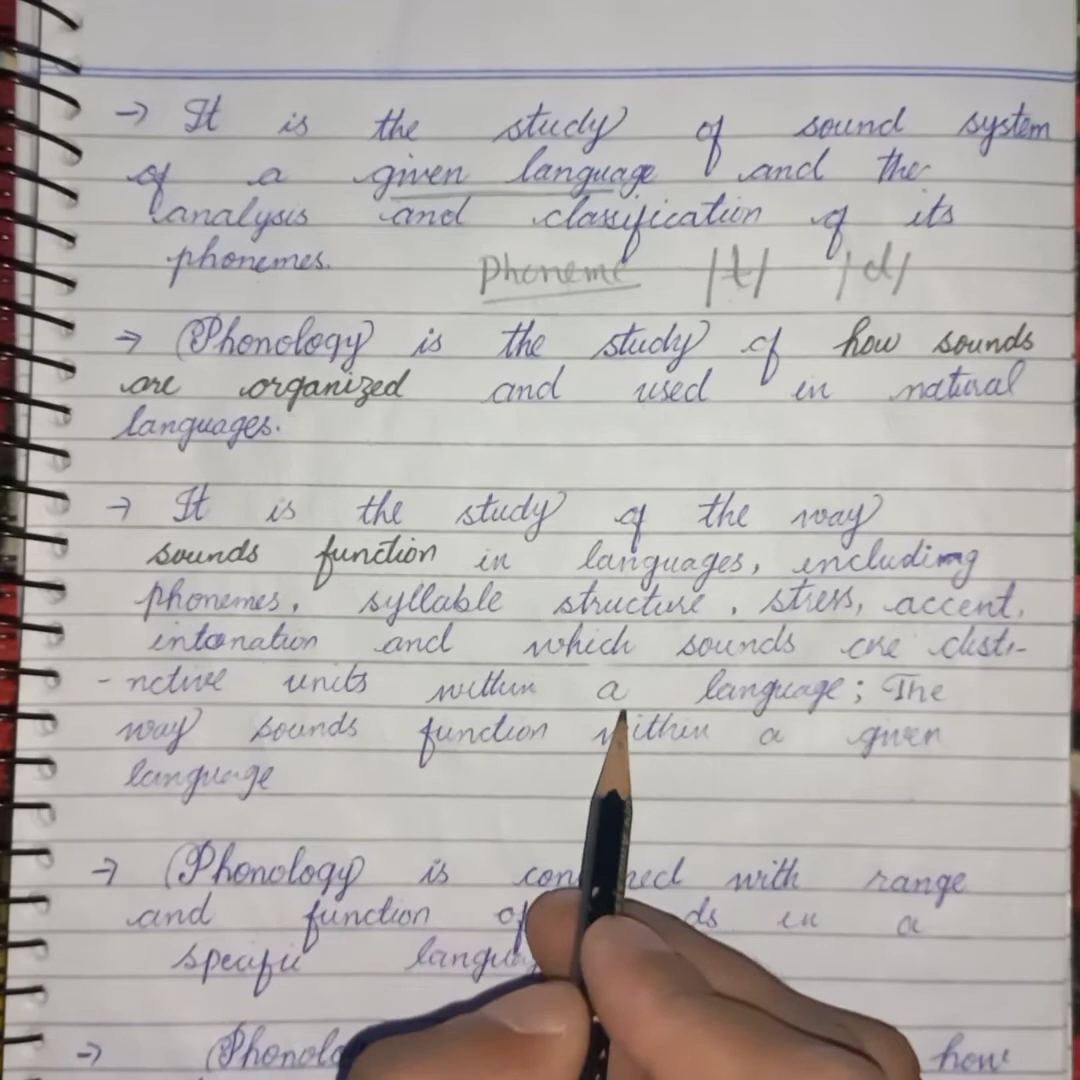 → It is the study of sound system
of a given language and the
analysis and classification of its
phonemes. Phoneme /t/ /d/
→ Phonology is the study of how sounds
are organized and used in natural
languages.
→ It is the study of the way
sounds function in languages, including
phonemes, syllable structure, stress, accent,
intonation and which sounds are disti-
-nctive units within a language; The
way sounds function within a given
language
→ Phonology is with range
and function in a
specific
→ how